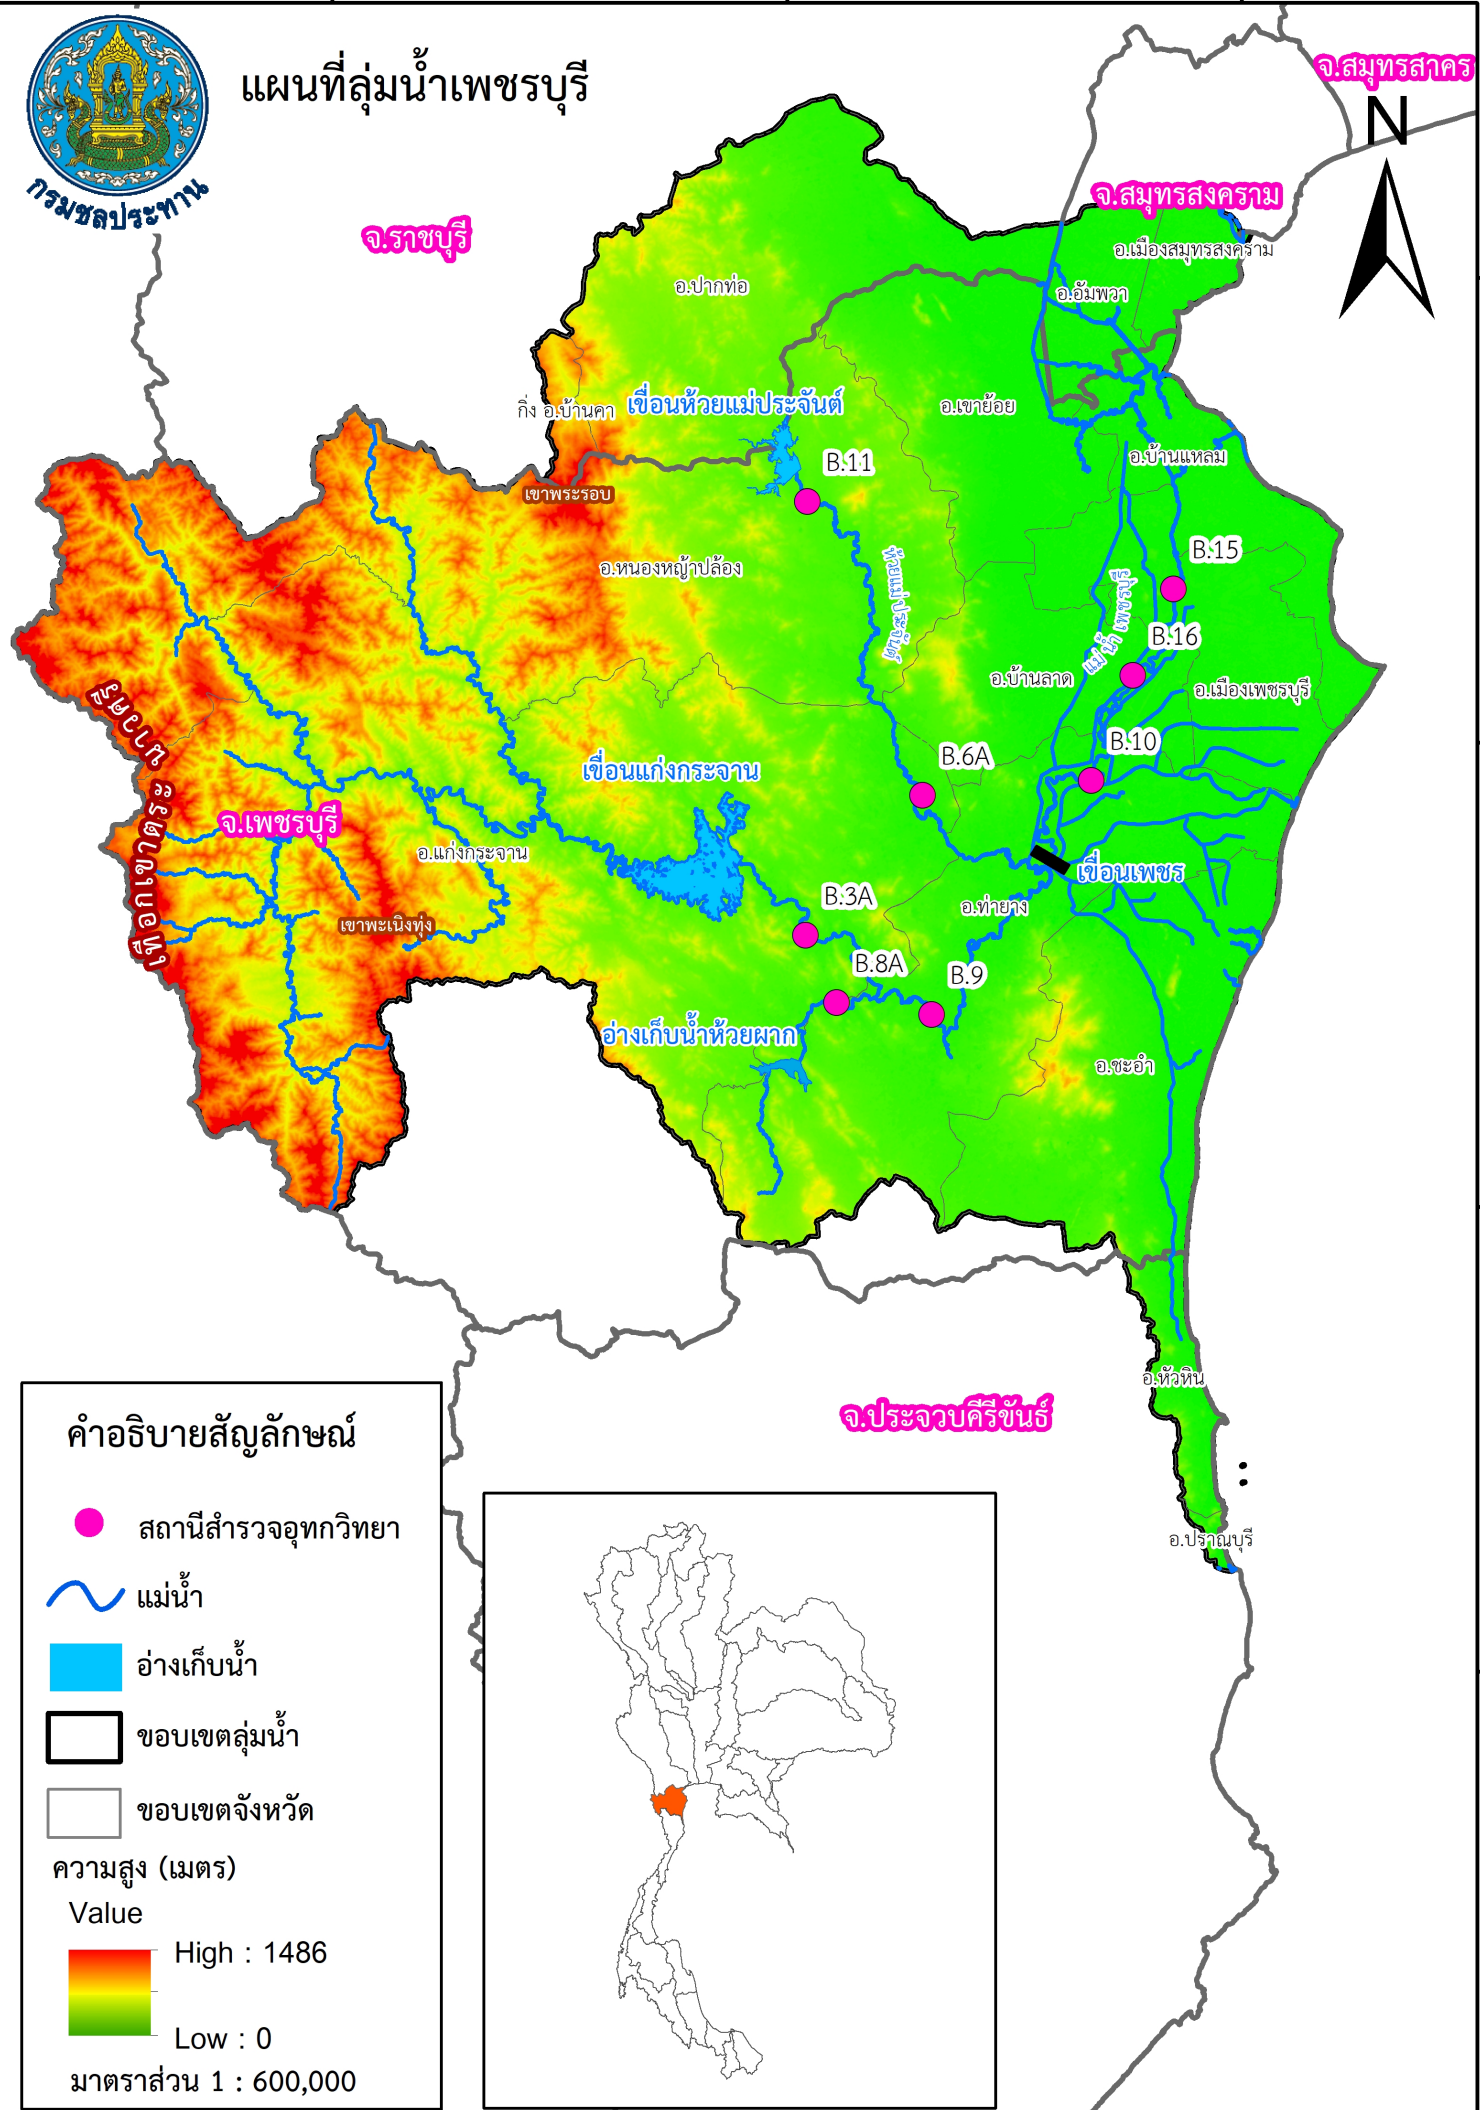 แผนที่ลุ่มน้ำเพชรบุรี
กรมชลประทาน
จ.สมุทรสาคร
N
จ.สมุทรสงคราม
อ.เมืองสมุทรสงคราม
จ.ราชบุรี
อ.ปากท่อ
อ.อัมพวา
กิ่ง อ.บ้านคา
เขื่อนห้วยแม่ประจันต์
อ.เขาย้อย
อ.บ้านแหลม
B.11
เขาพระรอบ
B.15
อ.หนองหญ้าปล้อง
ห้วยแม่ประจันต์
แม่น้ำเพชรบุรี
B.16
อ.บ้านลาด
อ.เมืองเพชรบุรี
เทือกเขาตระนาวศรี
B.10
B.6A
เขื่อนแก่งกระจาน
จ.เพชรบุรี
อ.แก่งกระจาน
เขื่อนเพชร
B.3A
อ.ท่ายาง
เขาพะเนิงทุ่ง
B.8A
B.9
อ่างเก็บน้ำห้วยผาก
อ.ชะอำ
อ.หัวหิน
จ.ประจวบคีรีขันธ์
อ.ปราณบุรี
คำอธิบายสัญลักษณ์
สถานีสำรวจอุทกวิทยา
แม่น้ำ
อ่างเก็บน้ำ
ขอบเขตลุ่มน้ำ
ขอบเขตจังหวัด
ความสูง (เมตร)
Value
High : 1486
Low : 0
มาตราส่วน 1 : 600,000